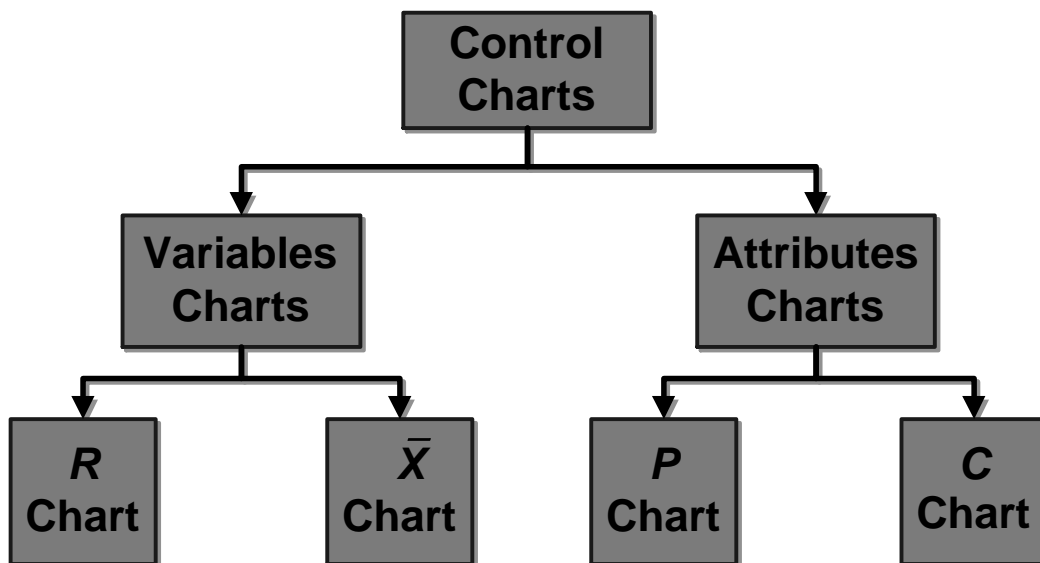 Control
Charts
Variables
Charts
Attributes
Charts
R
Chart
X̄
Chart
P
Chart
C
Chart